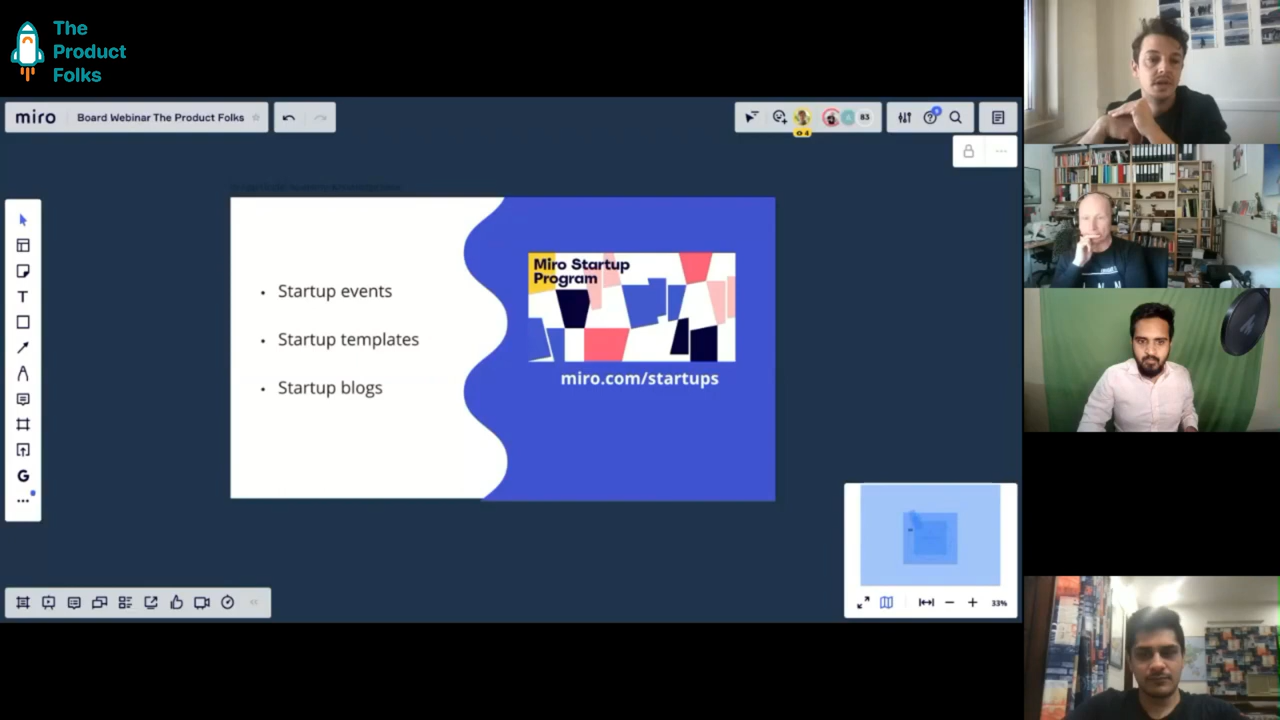 The
Product
Folks
miro
Board Webinar The Product Folks
83
4
Startup events
Startup templates
Startup blogs
Miro Startup
Program
miro.com/startups
G
33%